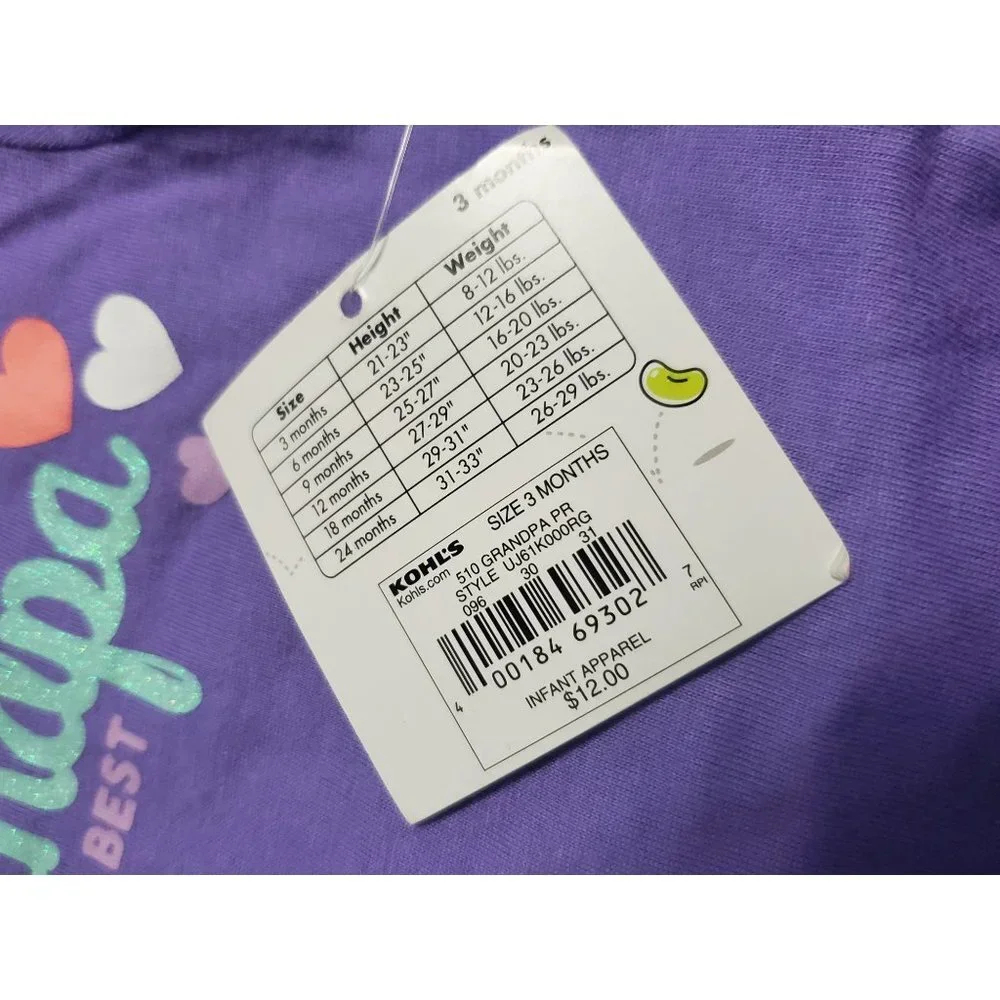 3 months
Size Height Weight
3 months 21-23" 8-12 lbs.
6 months 23-25" 12-16 lbs.
9 months 25-27" 16-20 lbs.
12 months 27-29" 20-23 lbs.
18 months 29-31" 23-26 lbs.
24 months 31-33" 26-29 lbs.
KOHL'S SIZE 3 MONTHS
Kohls.com 510 GRANDPA PR
STYLE UJ61K000RG
096 30 31
4 00184 69302 7
RPI
INFANT APPAREL
$12.00
BEST